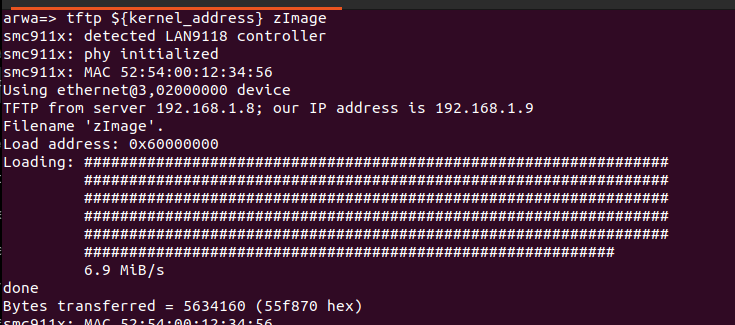 arwa=> tftp ${kernel_address} zImage
smc911x: detected LAN9118 controller
smc911x: phy initialized
smc911x: MAC 52:54:00:12:34:56
Using ethernet@3,02000000 device
TFTP from server 192.168.1.8; our IP address is 192.168.1.9
Filename 'zImage'.
Load address: 0x60000000
Loading: #################################################################
#################################################################
#################################################################
#################################################################
#################################################################
###########################################################
6.9 MiB/s
done
Bytes transferred = 5634160 (55f870 hex)
smc911x: MAC 52:54:00:12:34:56